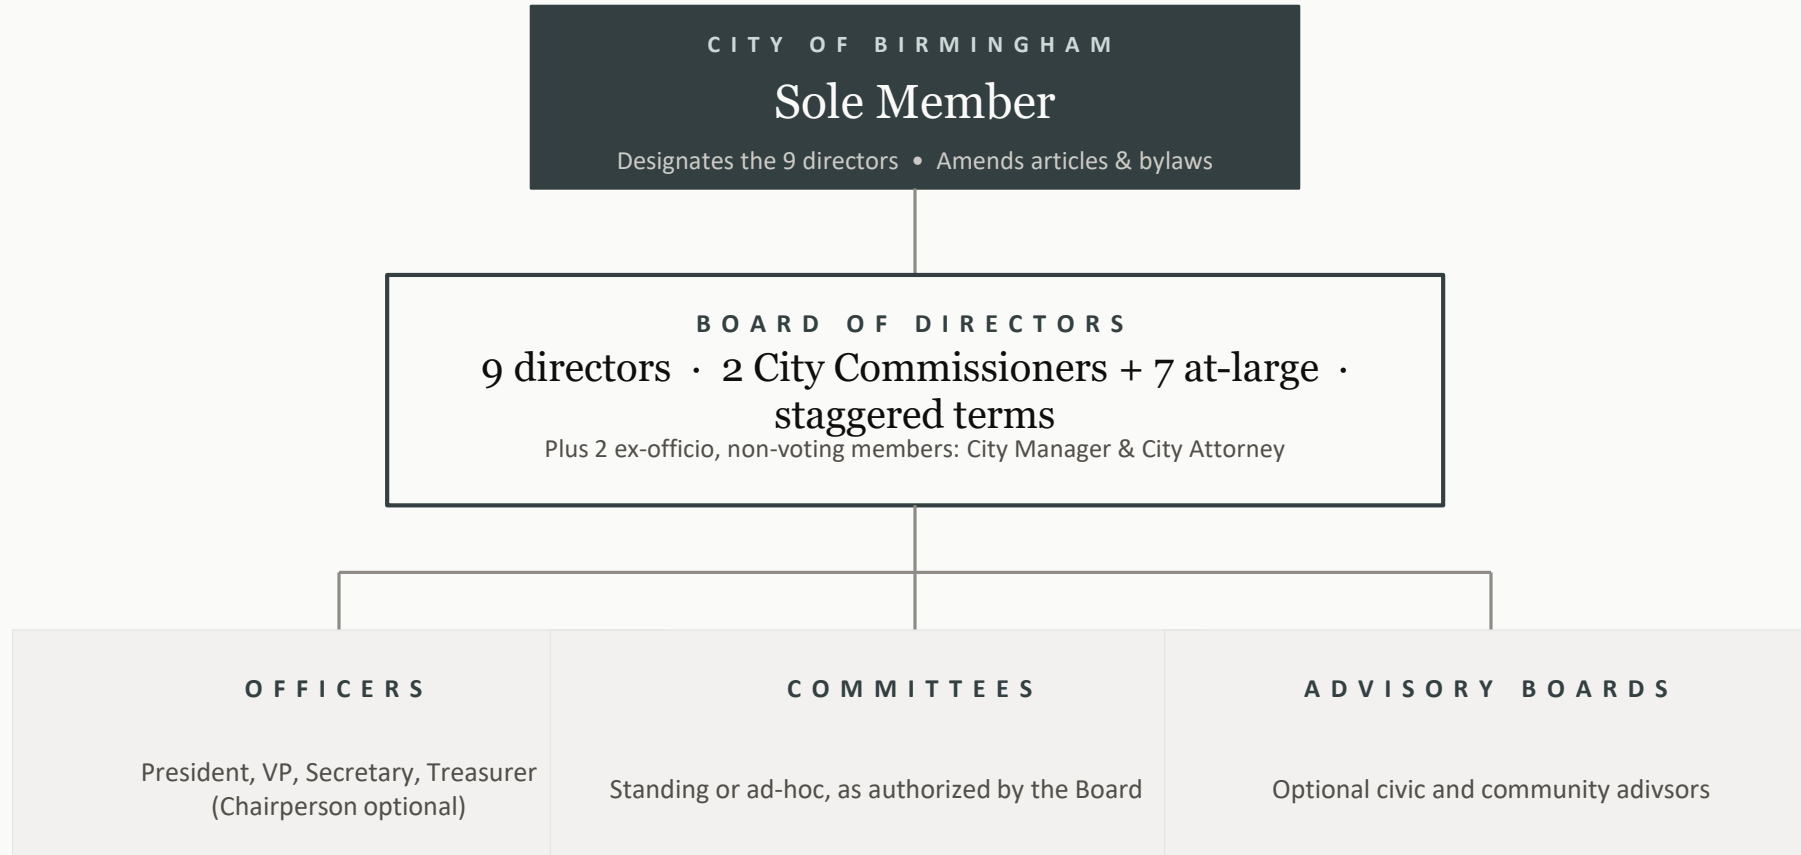 CITY OF BIRMINGHAM
Sole Member
Designates the 9 directors • Amends articles & bylaws
BOARD OF DIRECTORS
9 directors · 2 City Commissioners + 7 at-large ·
staggered terms
Plus 2 ex-officio, non-voting members: City Manager & City Attorney
OFFICERS
President, VP, Secretary, Treasurer
(Chairperson optional)
COMMITTEES
Standing or ad-hoc, as authorized by the Board
ADVISORY BOARDS
Optional civic and community adivsors